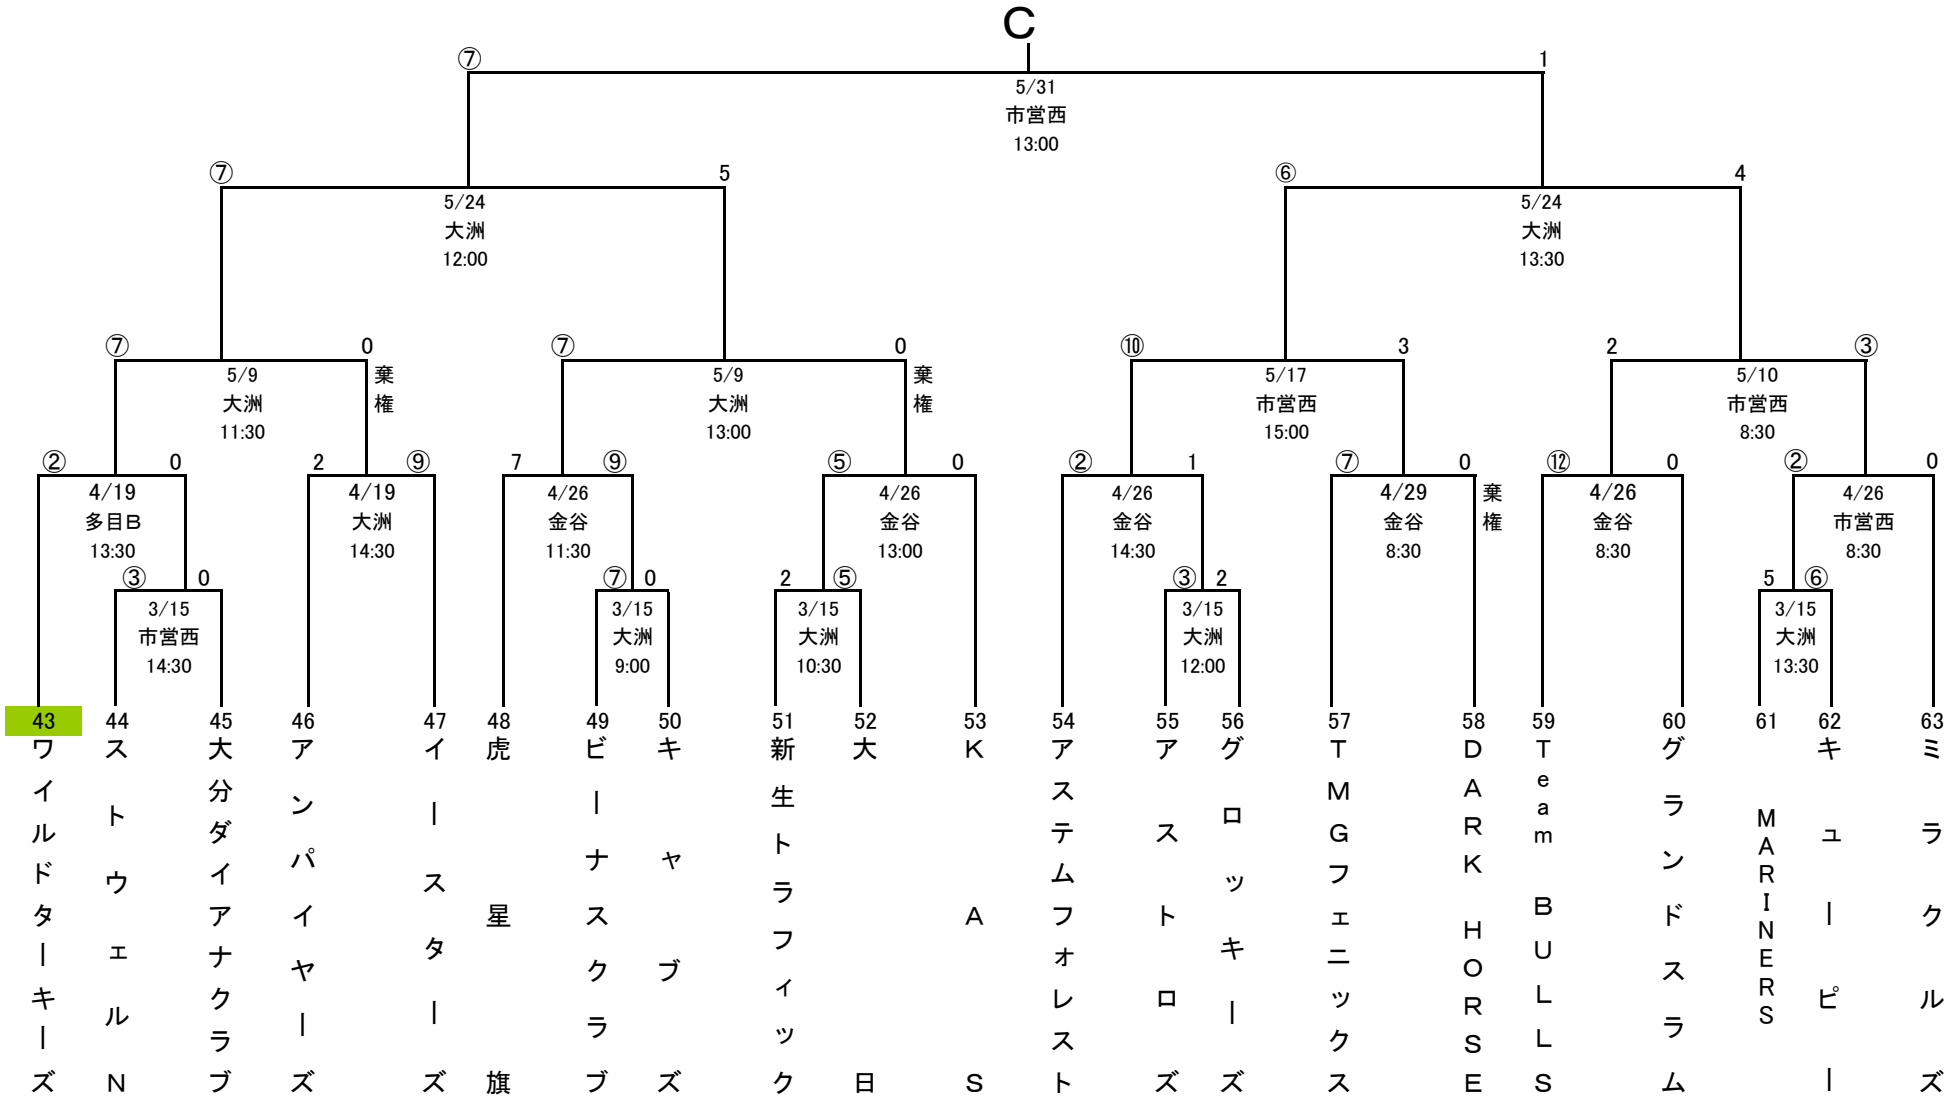 C
⑦ 1
5/31
市営西
13:00
⑦ 5 ⑥ 4
5/24 5/24
大洲 大洲
12:00 13:30
⑦ 0 ⑦ 0 ⑩ 3 2 ③
5/9 棄権 5/9 棄権 5/17 5/10
大洲 大洲 市営西 市営西
11:30 13:00 15:00 8:30
② 0 2 ⑨ 7 ⑨ ⑤ 0 ② 1 ⑦ 0 ⑫ 0 ② 0
4/19 4/19 4/26 4/26 4/26 4/29 棄権 4/26 4/26
多目B 大洲 金谷 金谷 金谷 金谷 金谷 市営西
13:30 14:30 11:30 13:00 14:30 8:30 8:30 8:30
③ 0 ⑦ 0 2 ⑤ ③ 2 5 ⑥
3/15 3/15 3/15 3/15 3/15
市営西 大洲 大洲 大洲 大洲
14:30 9:00 10:30 12:00 13:30
43 44 45 46 47 48 49 50 51 52 53 54 55 56 57 58 59 60 61 62 63
ワイルドターキーズ
ストウェルN
大分ダイアナクラブ
アンパイヤーズ
イースターズ
虎星旗
ビーナスクラブ
キャブズ
新生トラフィック
大日
KAS
アステムフォレスト
アストロズ
グロッキーズ
TMGフェニックス
DARK HORSE
Team BULLS
グランドスラム
MARINERS
キューピー
ミラクルズ